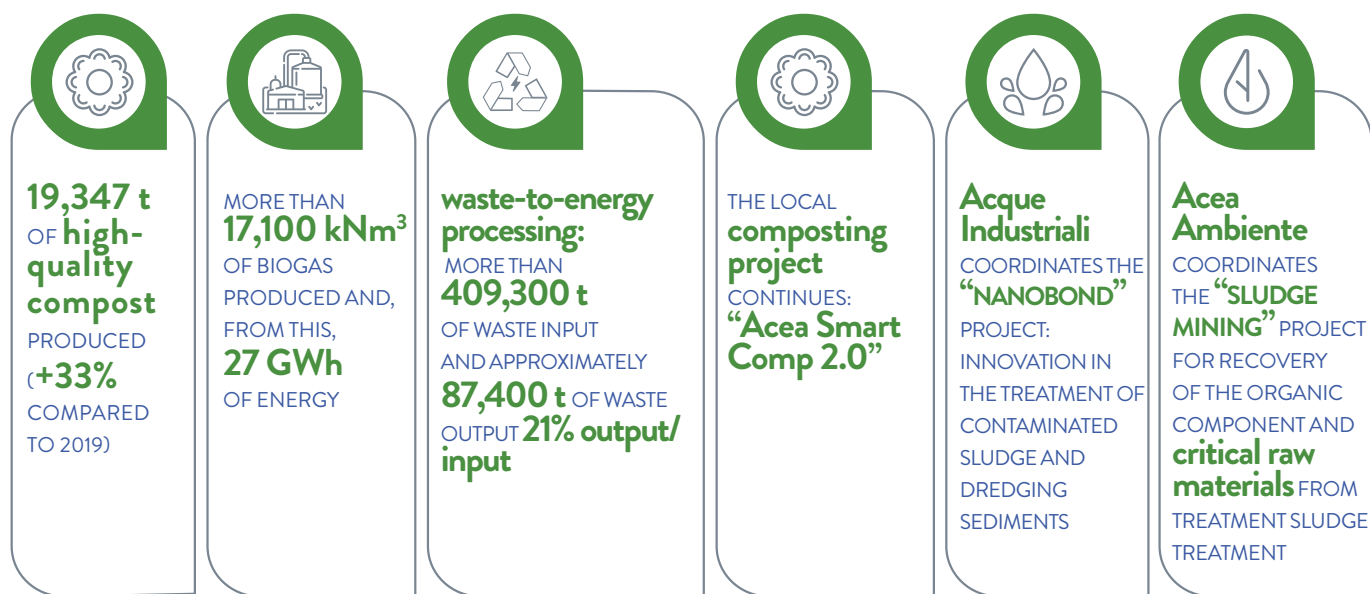 19,347 t
OF high-
quality
compost
PRODUCED
(+33%
COMPARED
TO 2019)
MORE THAN
17,100 kNm³
OF BIOGAS
PRODUCED AND,
FROM THIS,
27 GWh
OF ENERGY
waste-to-energy
processing:
MORE THAN
409,300 t
OF WASTE INPUT
AND APPROXIMATELY
87,400 t OF WASTE
OUTPUT 21% output/
input
THE LOCAL
composting
project
CONTINUES:
“Acea Smart
Comp 2.0”
Acque
Industriali
COORDINATES THE
“NANOBOND”
PROJECT:
INNOVATION IN
THE TREATMENT OF
CONTAMINATED
SLUDGE AND
DREDGING
SEDIMENTS
Acea
Ambiente
COORDINATES
THE “SLUDGE
MINING” PROJECT
FOR RECOVERY
OF THE ORGANIC
COMPONENT AND
critical raw
materials FROM
TREATMENT SLUDGE
TREATMENT